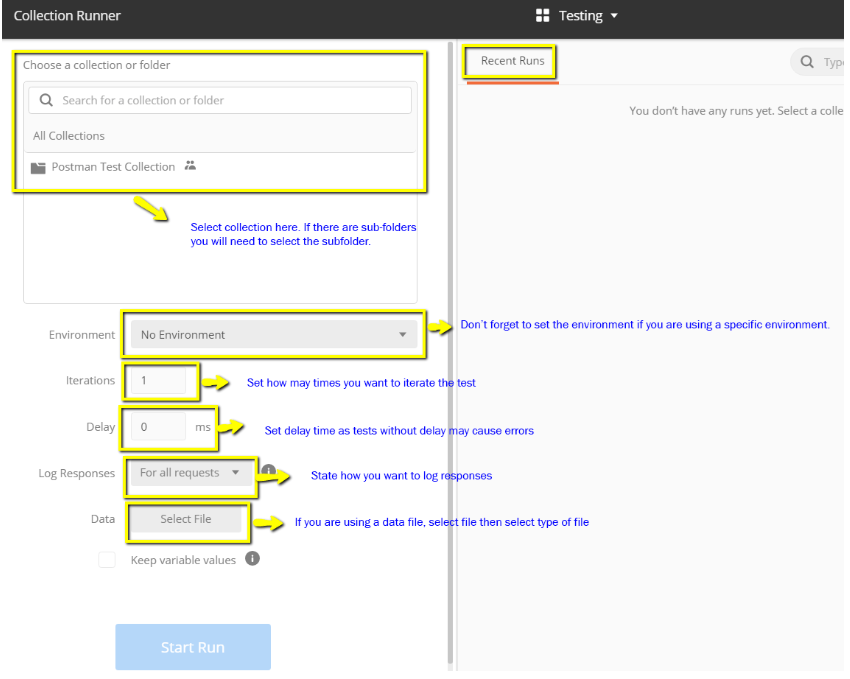 Collection Runner
Testing
Choose a collection or folder
Recent Runs
Type
Search for a collection or folder
You don't have any runs yet. Select a colle
All Collections
Postman Test Collection
Select collection here. If there are sub-folders
you will need to select the subfolder.
Environment No Environment
Don't forget to set the environment if you are using a specific environment.
Iterations 1
Set how may times you want to iterate the test
Delay 0 ms
Set delay time as tests without delay may cause errors
Log Responses For all requests
State how you want to log responses
Data Select File
If you are using a data file, select file then select type of file
Keep variable values
Start Run